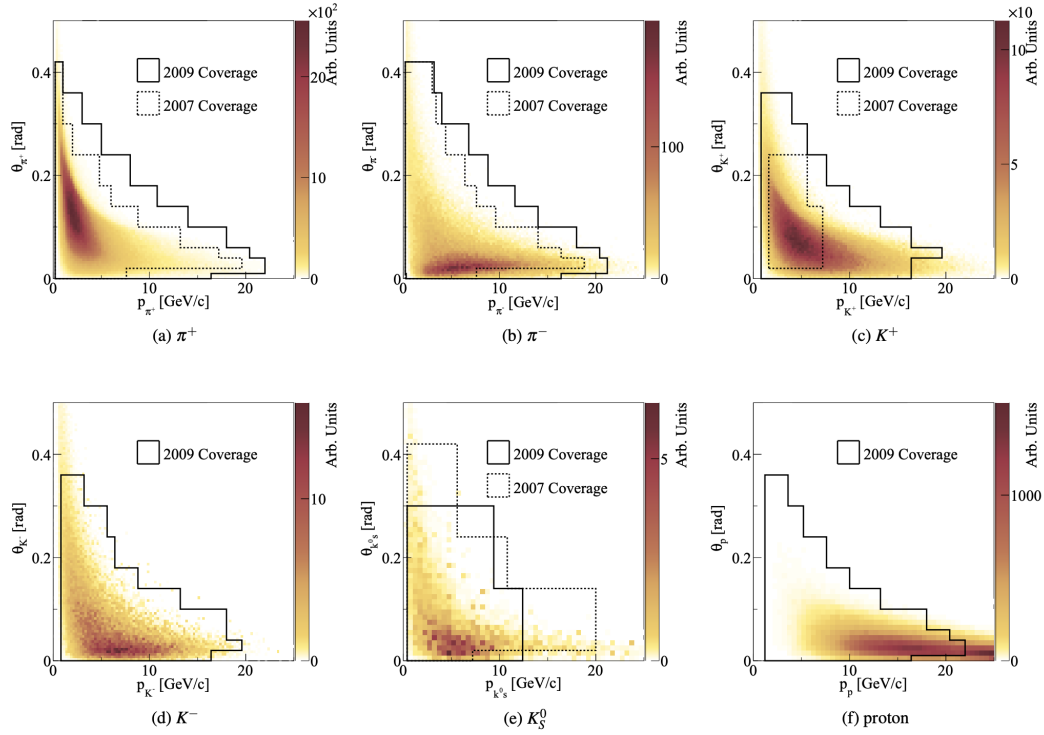 ×10²
Arb. Units
20
10
0
θπ⁺ [rad]
0.4
0.2
0
2009 Coverage
2007 Coverage
0 10 20
pπ⁺ [GeV/c]
(a) π⁺
Arb. Units
100
0
θπ⁻ [rad]
0.4
0.2
0
2009 Coverage
2007 Coverage
0 10 20
pπ⁻ [GeV/c]
(b) π⁻
×10
Arb. Units
10
5
0
θK⁺ [rad]
0.4
0.2
0
2009 Coverage
2007 Coverage
0 10 20
pK⁺ [GeV/c]
(c) K⁺
Arb. Units
10
0
θK⁻ [rad]
0.4
0.2
0
2009 Coverage
0 10 20
pK⁻ [GeV/c]
(d) K⁻
Arb. Units
5
0
θk⁰s [rad]
0.4
0.2
0
2009 Coverage
2007 Coverage
0 10 20
pk⁰s [GeV/c]
(e) K⁰S
Arb. Units
1000
0
θp [rad]
0.4
0.2
0
2009 Coverage
0 10 20
pp [GeV/c]
(f) proton